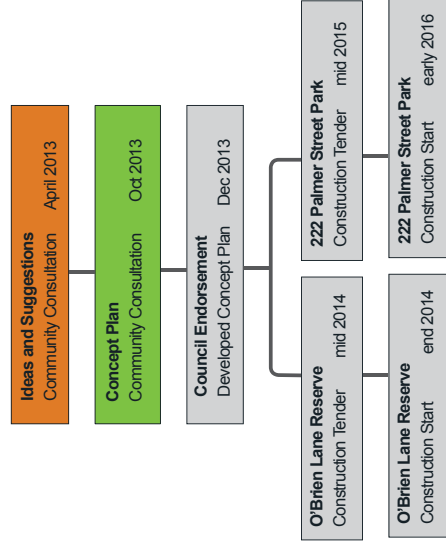 Ideas and Suggestions
Community Consultation April 2013
Concept Plan
Community Consultation Oct 2013
Council Endorsement
Developed Concept Plan Dec 2013
O'Brien Lane Reserve
Construction Tender mid 2014
O'Brien Lane Reserve
Construction Start end 2014
222 Palmer Street Park
Construction Tender mid 2015
222 Palmer Street Park
Construction Start early 2016